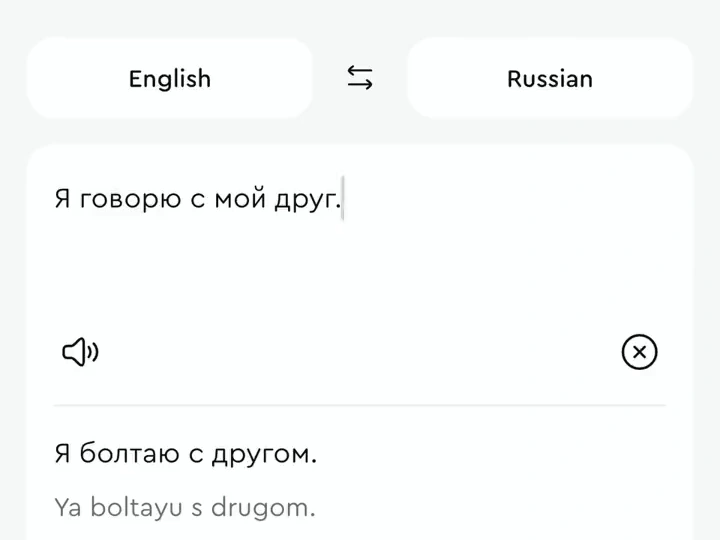 English
Russian
Я говорю с мой друг.
Я болтаю с другом.
Ya boltayu s drugom.